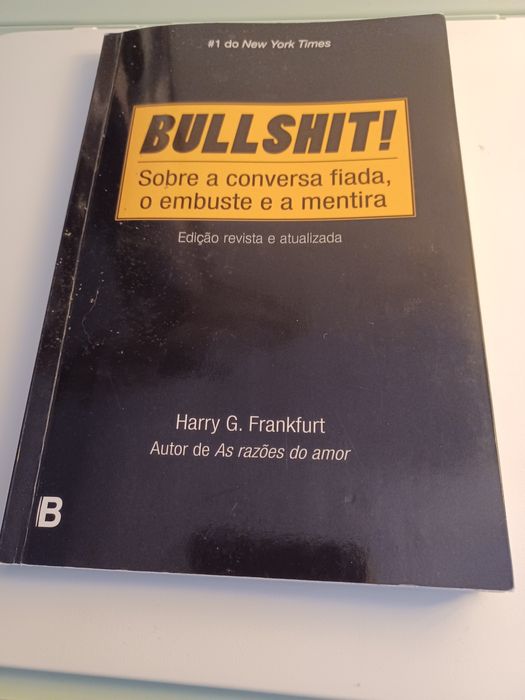 #1 do New York Times
BULLSHIT!
Sobre a conversa fiada,
o embuste e a mentira
Edição revista e atualizada
Harry G. Frankfurt
Autor de As razões do amor
B